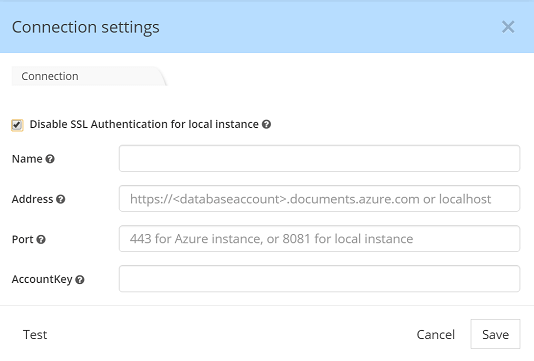 Connection settings
Connection
Disable SSL Authentication for local instance
Name
Address https://<databaseaccount>.documents.azure.com or localhost
Port 443 for Azure instance, or 8081 for local instance
AccountKey
Test Cancel Save